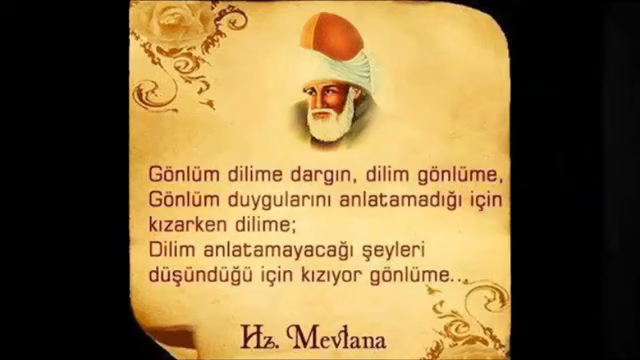 Gönlüm dilime dargın, dilim gönlüme,
Gönlüm duygularını anlatamadığı için
kızarken dilime;
Dilim anlatamayacağı şeyleri
düşündüğü için kızıyor gönlüme...
Hz. Mevlana